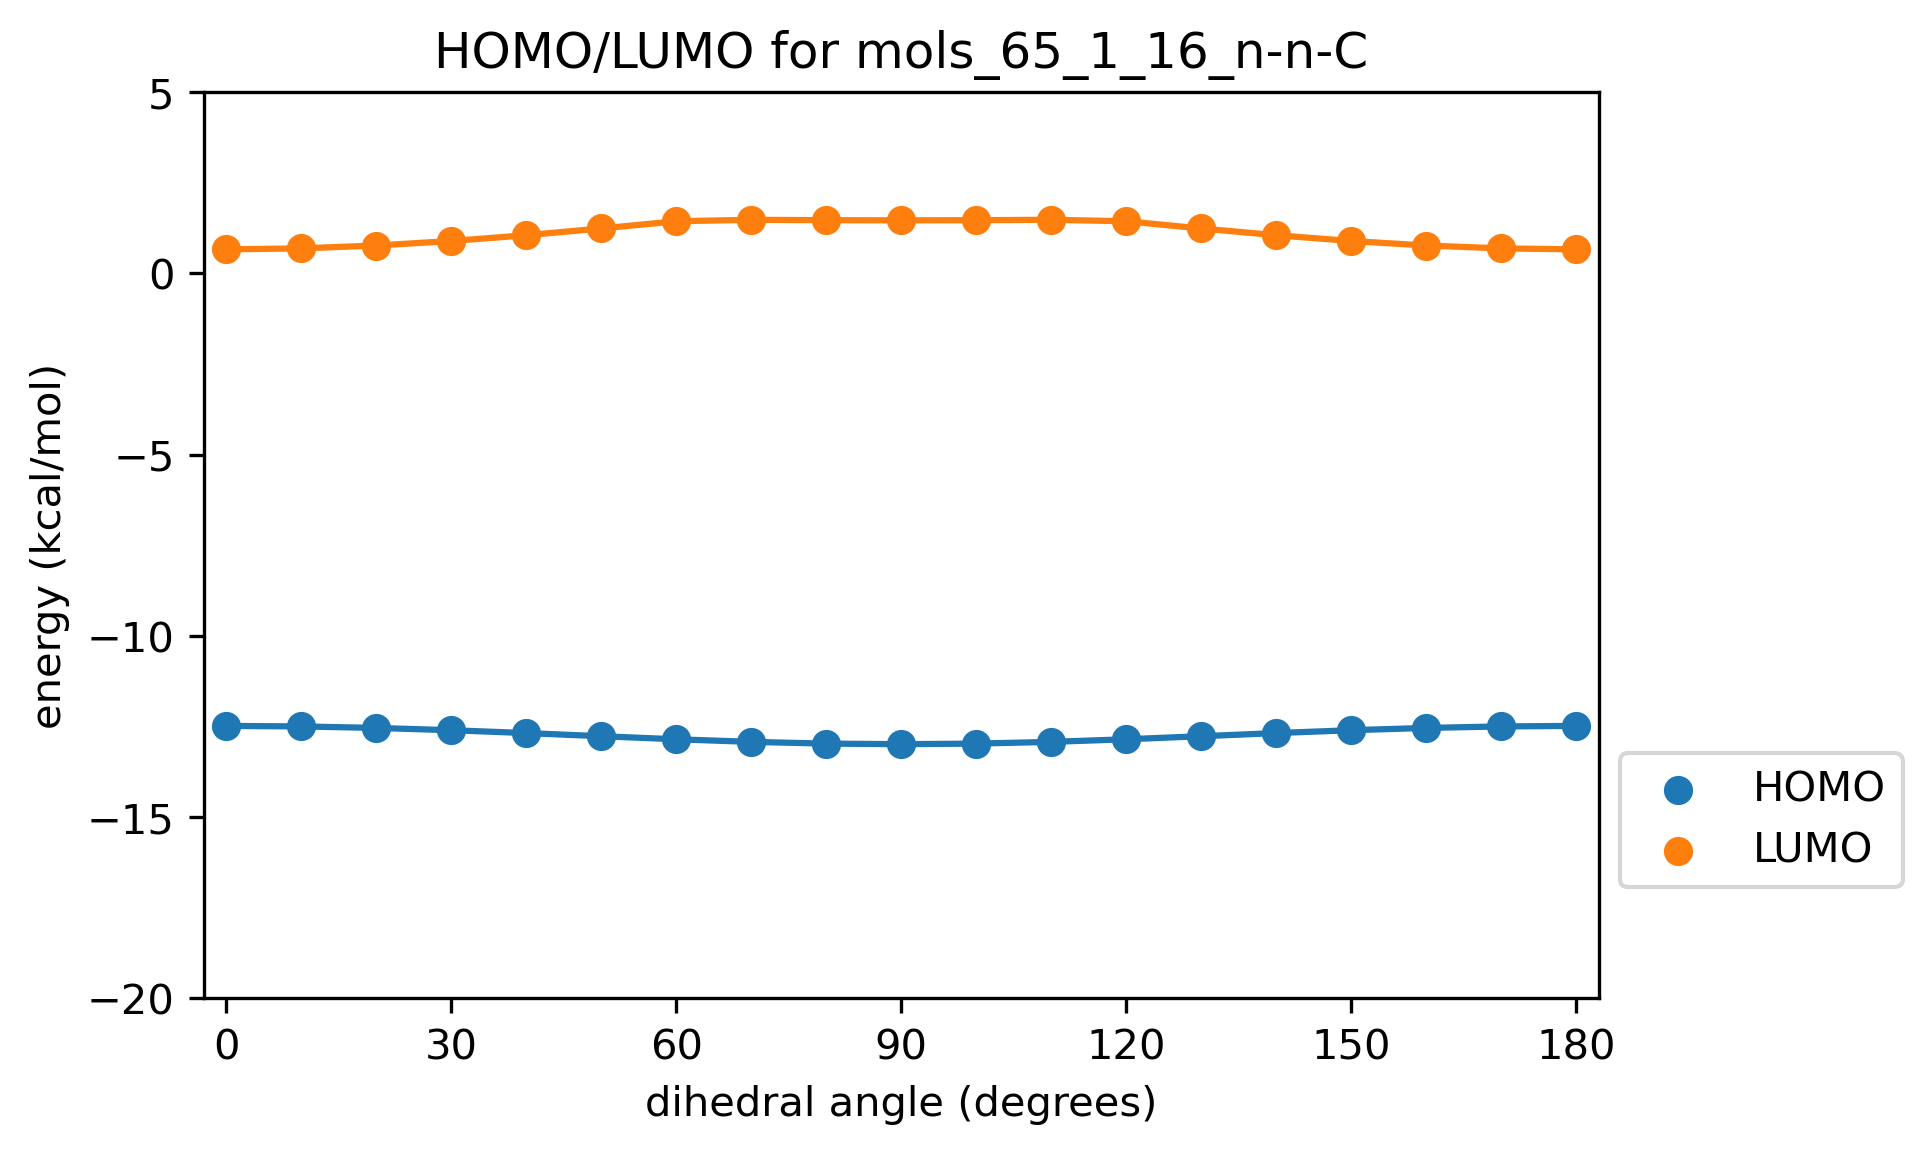 HOMO/LUMO for mols_65_1_16_n-n-C
5
0
−5
−10
−15
−20
energy (kcal/mol)
0 30 60 90 120 150 180
dihedral angle (degrees)
HOMO
LUMO